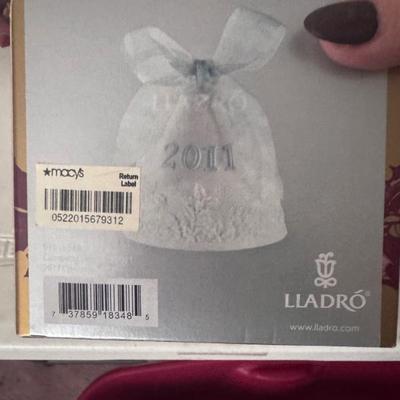 LLADRÓ
2011
★macy's
Return
Label
0522015679312
7 37859 18348 5
LLADRÓ®
www.lladro.com